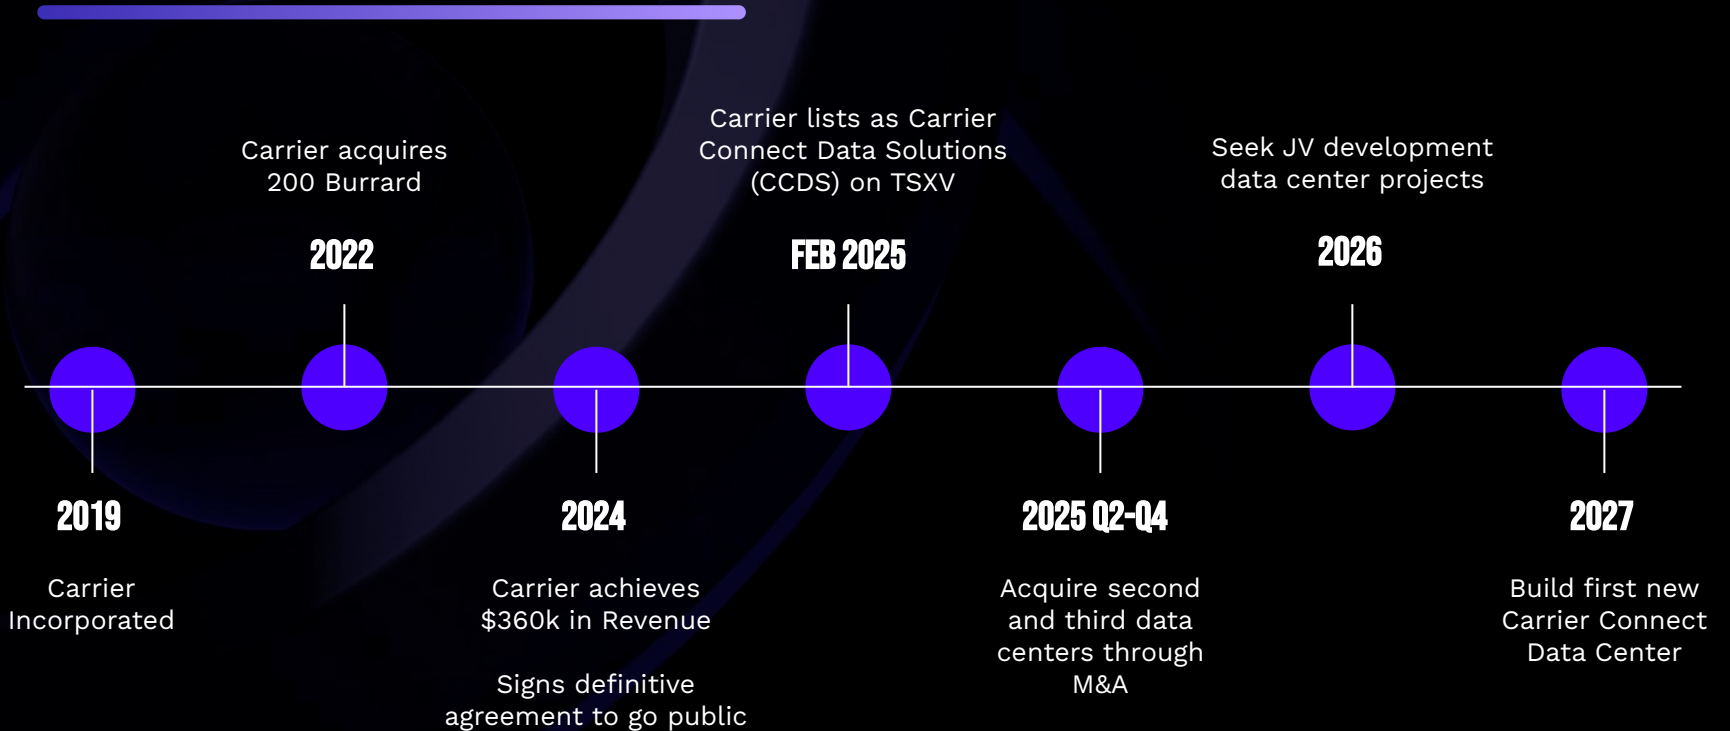 2019
Carrier
Incorporated
Carrier acquires
200 Burrard
2022
2024
Carrier achieves
$360k in Revenue
Signs definitive
agreement to go public
Carrier lists as Carrier
Connect Data Solutions
(CCDS) on TSXV
FEB 2025
2025 Q2-Q4
Acquire second
and third data
centers through
M&A
Seek JV development
data center projects
2026
2027
Build first new
Carrier Connect
Data Center